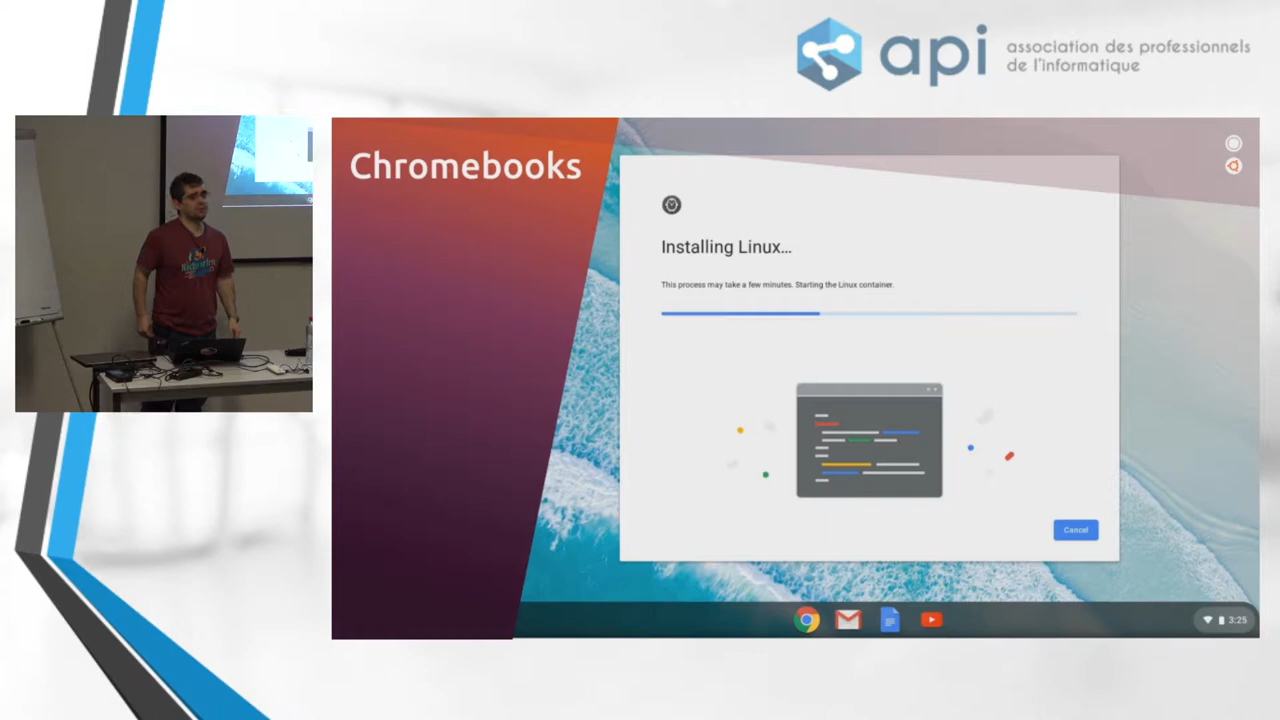 api
association des professionnels
de l'informatique
Chromebooks
Installing Linux...
This process may take a few minutes. Starting the Linux container.
Cancel
3:25